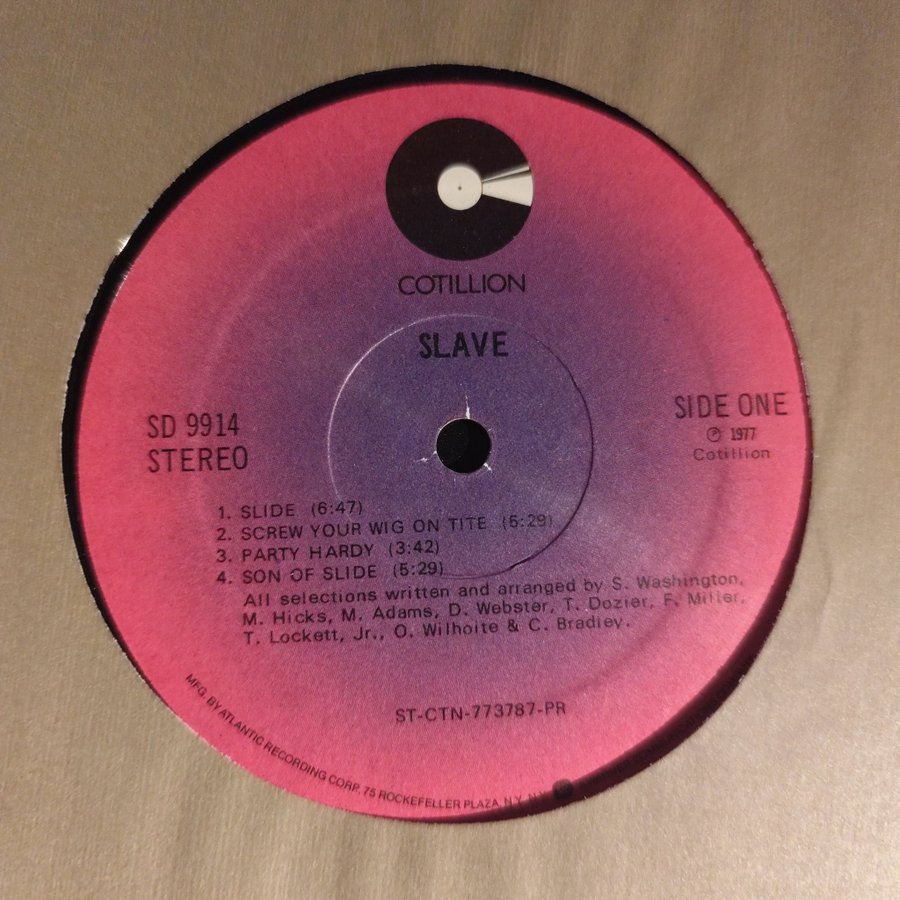 COTILLION
SLAVE
SD 9914
STEREO
SIDE ONE
℗ 1977
Cotillion
1. SLIDE (6:47)
2. SCREW YOUR WIG ON TITE (5:29)
3. PARTY HARDY (3:42)
4. SON OF SLIDE (5:29)
All selections written and arranged by S. Washington,
M. Hicks, M. Adams, D. Webster, T. Dozier, F. Miller,
T. Lockett, Jr., O. Wilhoite & C. Bradley.
ST-CTN-773787-PR
MFG. BY ATLANTIC RECORDING CORP. 75 ROCKEFELLER PLAZA, N.Y. N.Y.